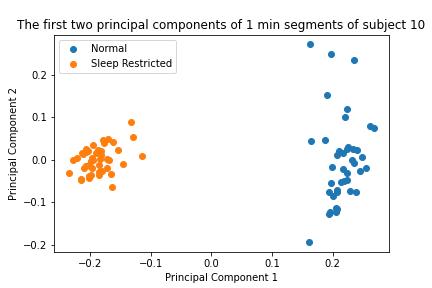 The first two principal components of 1 min segments of subject 10
Normal
Sleep Restricted
Principal Component 2
0.2
0.1
0.0
−0.1
−0.2
−0.2 −0.1 0.0 0.1 0.2
Principal Component 1